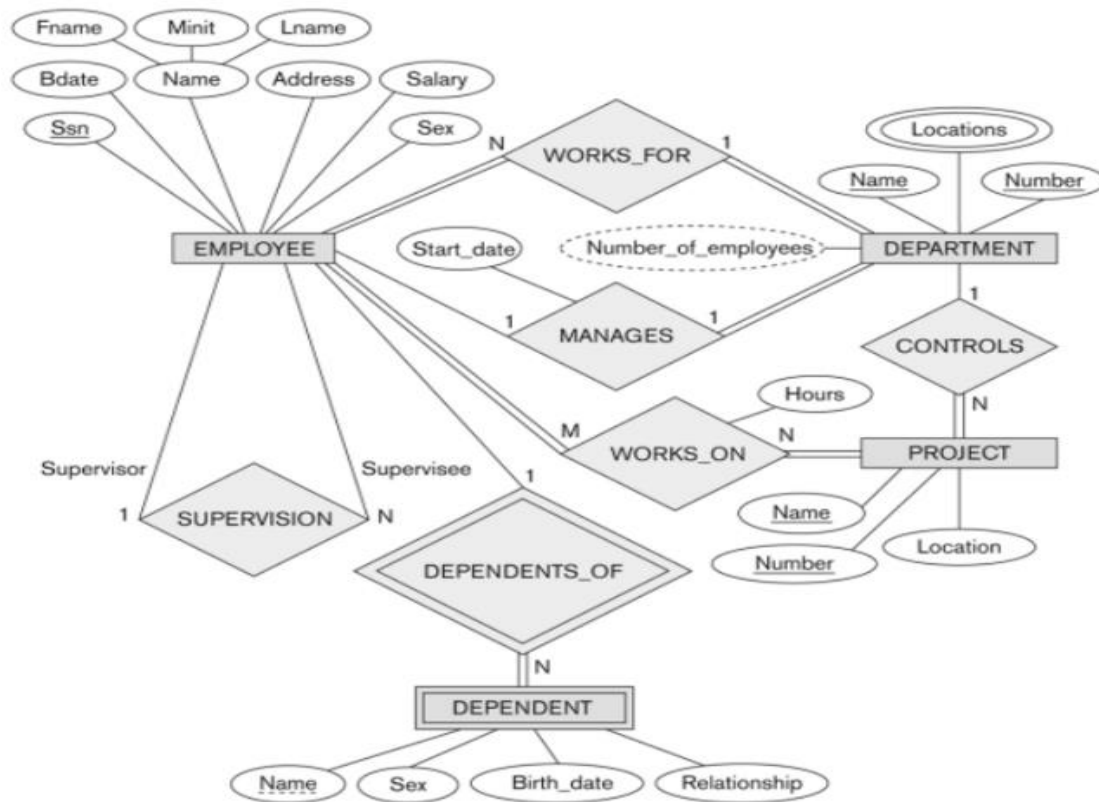 Fname
Minit
Lname
Bdate
Name
Address
Salary
Ssn
Sex
WORKS_FOR
N
1
Locations
Name
Number
EMPLOYEE
Start_date
Number_of_employees
DEPARTMENT
1
MANAGES
1
1
CONTROLS
N
Hours
M
WORKS_ON
N
PROJECT
Supervisor
Supervisee
1
SUPERVISION
N
1
Name
Number
Location
DEPENDENTS_OF
N
DEPENDENT
Name
Sex
Birth_date
Relationship